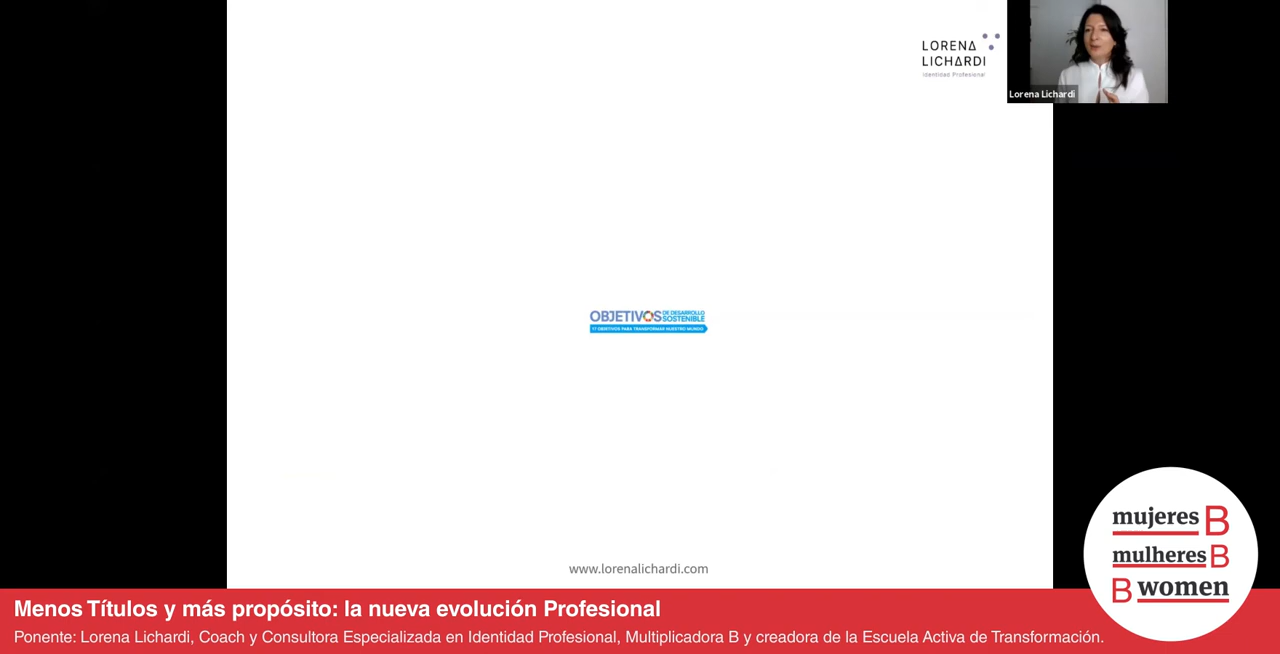 LORENA
LICHARDI
Identidad Profesional
Lorena Lichardi
OBJETIVOS DE DESARROLLO SOSTENIBLE
17 OBJETIVOS PARA TRANSFORMAR NUESTRO MUNDO
www.lorenalichardi.com
mujeres B
mulheres B
B women
Menos Títulos y más propósito: la nueva evolución Profesional
Ponente: Lorena Lichardi, Coach y Consultora Especializada en Identidad Profesional, Multiplicadora B y creadora de la Escuela Activa de Transformación.